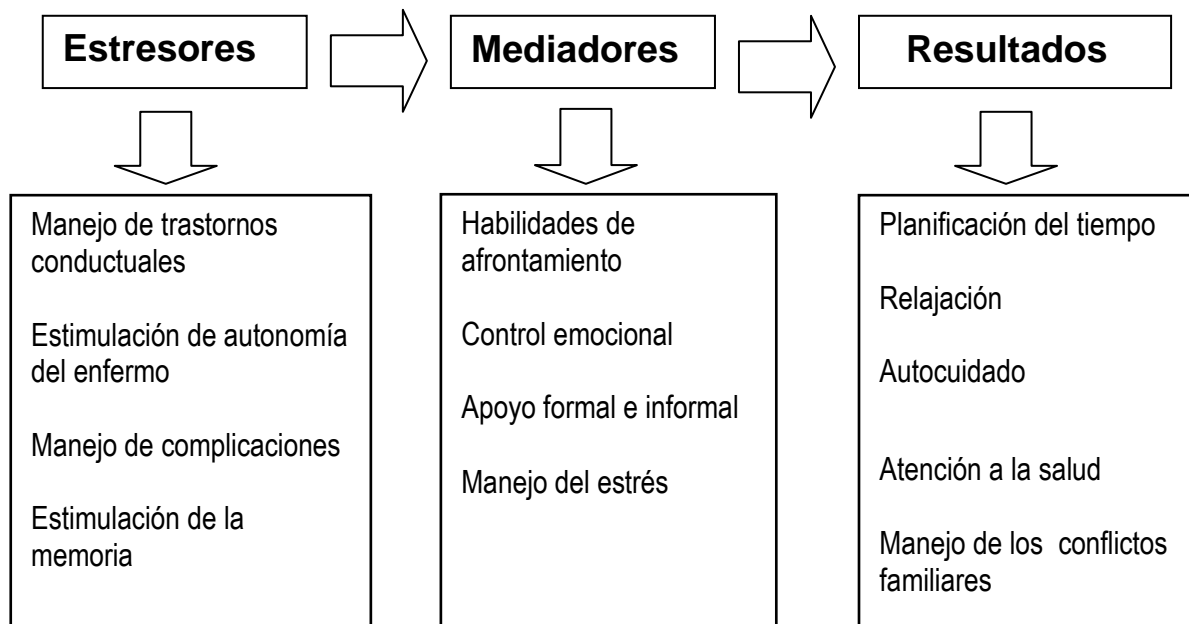 Estresores
Mediadores
Resultados
Manejo de trastornos
conductuales
Estimulación de autonomía
del enfermo
Manejo de complicaciones
Estimulación de la
memoria
Habilidades de
afrontamiento
Control emocional
Apoyo formal e informal
Manejo del estrés
Planificación del tiempo
Relajación
Autocuidado
Atención a la salud
Manejo de los conflictos
familiares